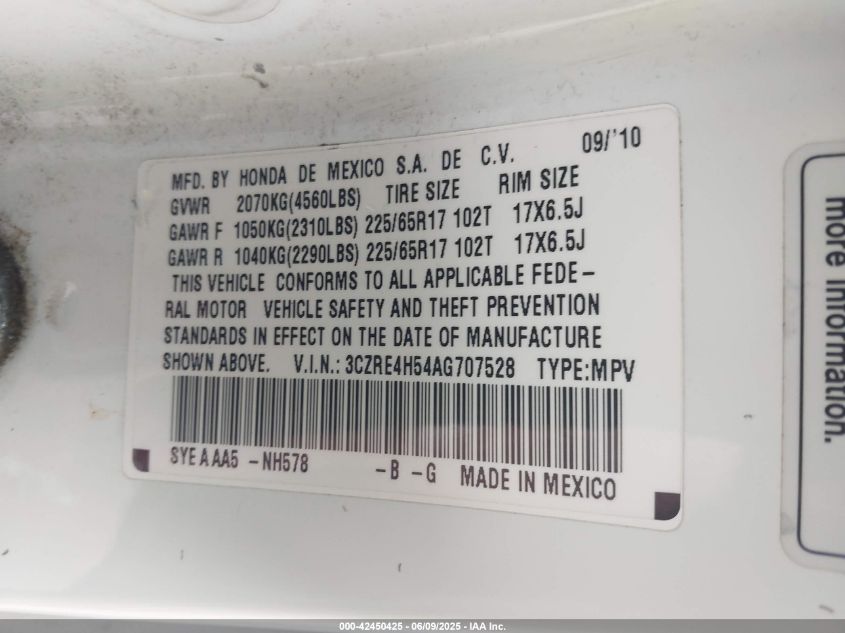 MFD. BY HONDA DE MEXICO S.A. DE C.V. 09/'10
GVWR 2070KG(4560LBS) TIRE SIZE RIM SIZE
GAWR F 1050KG(2310LBS) 225/65R17 102T 17X6.5J
GAWR R 1040KG(2290LBS) 225/65R17 102T 17X6.5J
THIS VEHICLE CONFORMS TO ALL APPLICABLE FEDE-
RAL MOTOR VEHICLE SAFETY AND THEFT PREVENTION
STANDARDS IN EFFECT ON THE DATE OF MANUFACTURE
SHOWN ABOVE. V.I.N.: 3CZRE4H54AG707528 TYPE:MPV
SYE A AA5 -NH578 -B -G MADE IN MEXICO
more information.
000-42450425 - 06/09/2025 - IAA Inc.